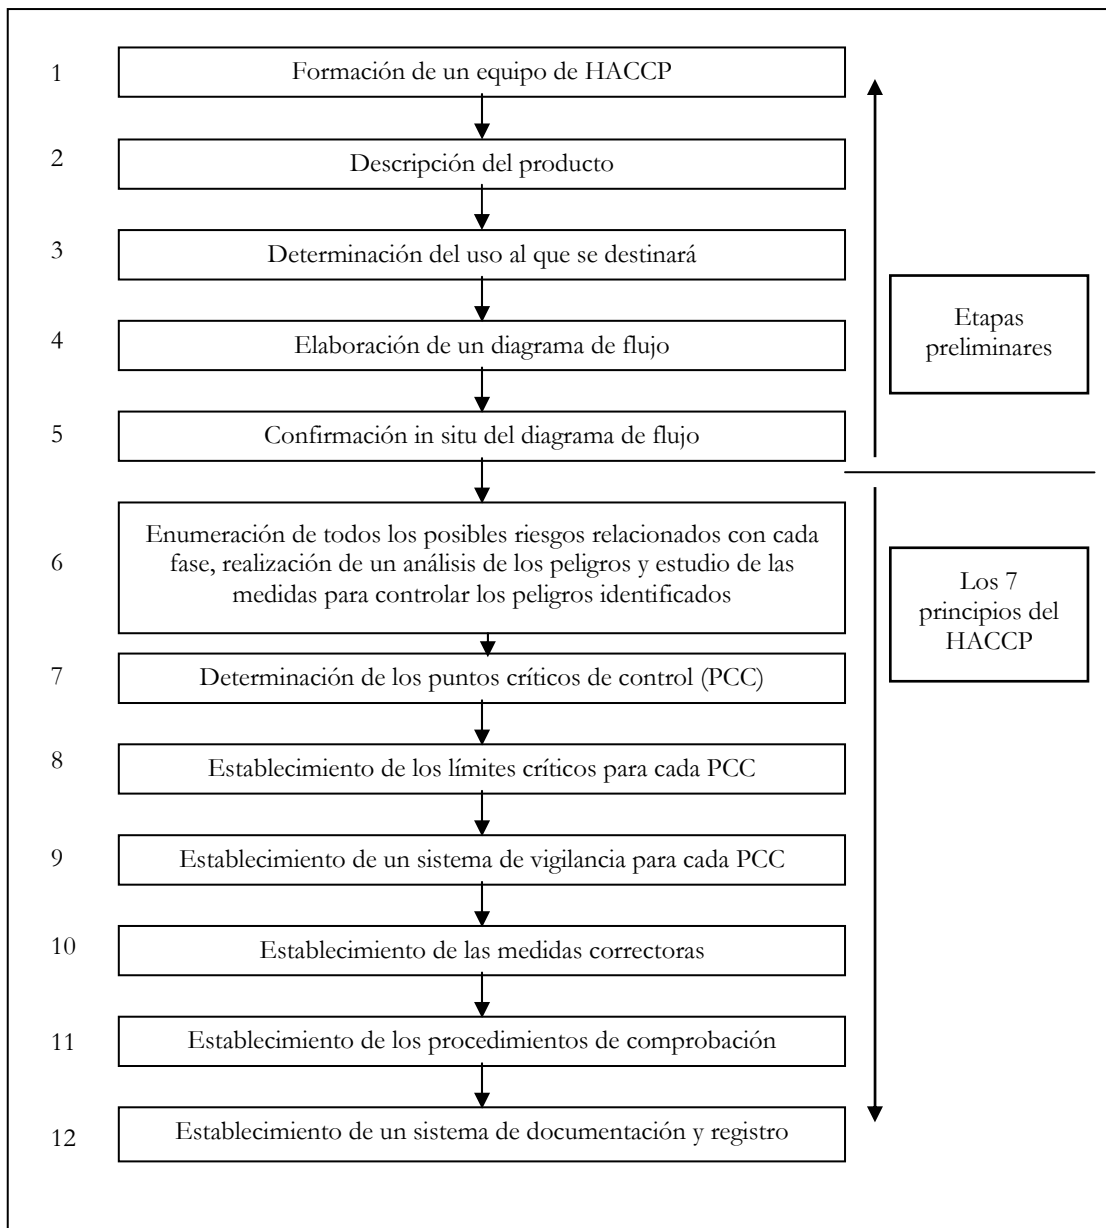 1
Formación de un equipo de HACCP
2
Descripción del producto
3
Determinación del uso al que se destinará
4
Elaboración de un diagrama de flujo
5
Confirmación in situ del diagrama de flujo
Etapas
preliminares
6
Enumeración de todos los posibles riesgos relacionados con cada
fase, realización de un análisis de los peligros y estudio de las
medidas para controlar los peligros identificados
7
Determinación de los puntos críticos de control (PCC)
8
Establecimiento de los límites críticos para cada PCC
9
Establecimiento de un sistema de vigilancia para cada PCC
10
Establecimiento de las medidas correctoras
11
Establecimiento de los procedimientos de comprobación
12
Establecimiento de un sistema de documentación y registro
Los 7
principios del
HACCP